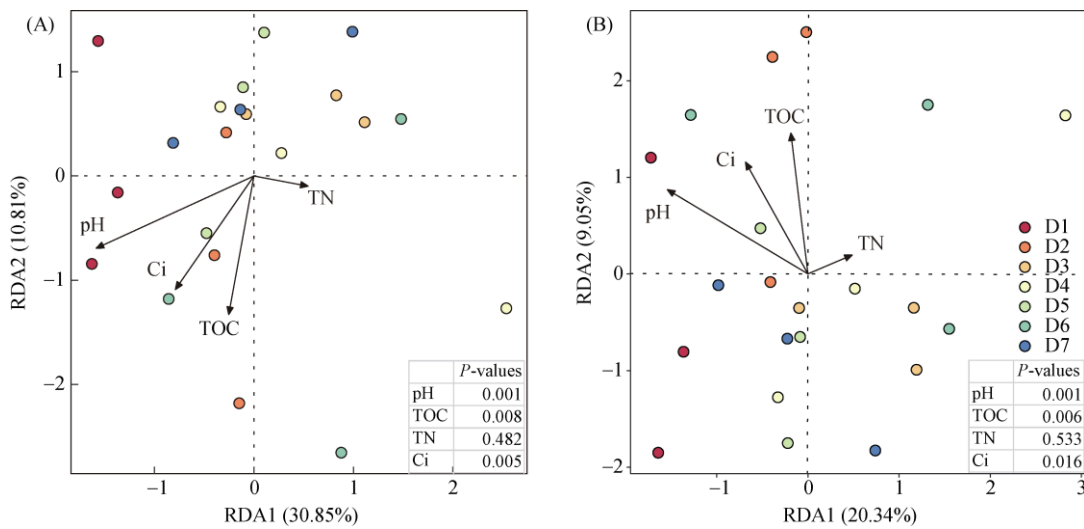 (A)
1
0
−1
−2
−1
0
1
2
RDA2 (10.81%)
RDA1 (30.85%)
pH
Ci
TOC
TN
P-values
pH 0.001
TOC 0.008
TN 0.482
Ci 0.005
(B)
2
1
0
−1
−2
−1
0
1
2
3
RDA2 (9.05%)
RDA1 (20.34%)
TOC
Ci
pH
TN
D1
D2
D3
D4
D5
D6
D7
P-values
pH 0.001
TOC 0.006
TN 0.533
Ci 0.016